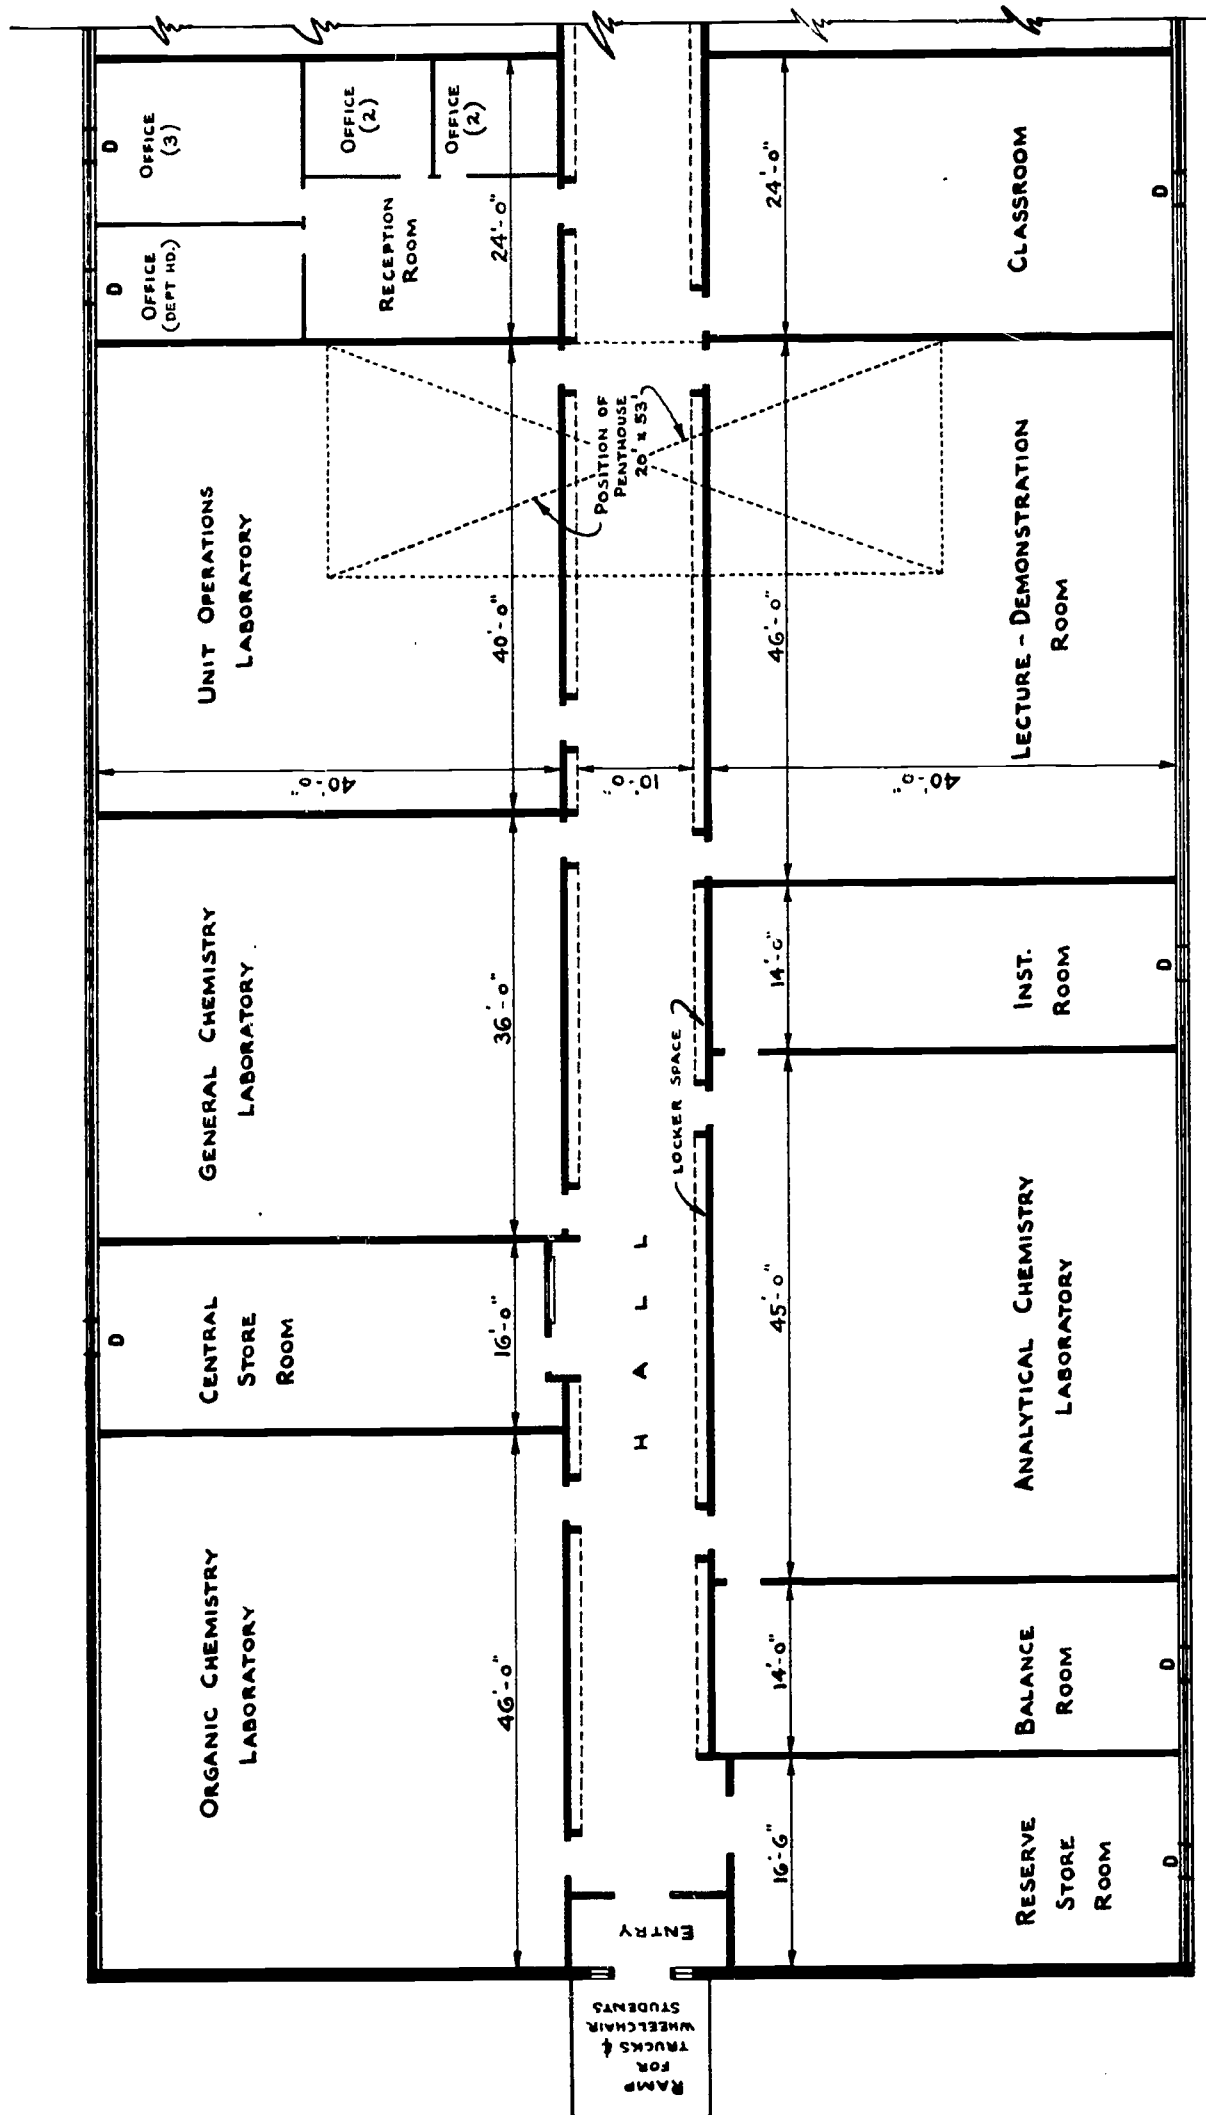 D
OFFICE
(3)
OFFICE
(2)
OFFICE
(2)
D
OFFICE
(DEPT HD.)
RECEPTION
ROOM
24'-0"
24'-0"
CLASSROOM
D
UNIT OPERATIONS
LABORATORY
40'-0"
40'-0"
POSITION OF
PENTHOUSE
20' x 53'
10'-0"
46'-0"
40'-0"
LECTURE - DEMONSTRATION
ROOM
GENERAL CHEMISTRY
LABORATORY
36'-0"
LOCKER SPACE
14'-0"
INST.
ROOM
D
D
CENTRAL
STORE
ROOM
16'-0"
HALL
45'-0"
ANALYTICAL CHEMISTRY
LABORATORY
ORGANIC CHEMISTRY
LABORATORY
46'-0"
14'-0"
BALANCE
ROOM
D
ENTRY
16'-6"
RESERVE
STORE
ROOM
D
RAMP
FOR
TRUCKS &
WHEELCHAIR
STUDENTS